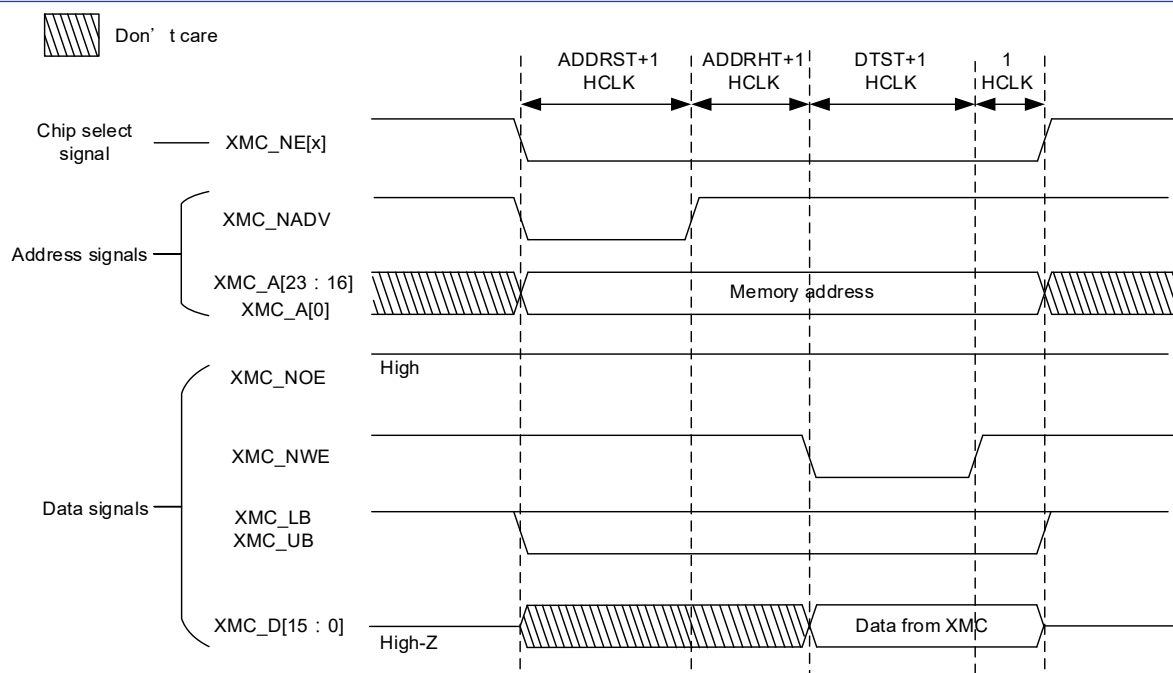 Don’ t care
ADDRST+1
HCLK
ADDRHT+1
HCLK
DTST+1
HCLK
1
HCLK
Chip select
signal
XMC_NE[x]
XMC_NADV
Address signals
XMC_A[23：16]
XMC_A[0]
Memory address
High
XMC_NOE
XMC_NWE
Data signals
XMC_LB
XMC_UB
XMC_D[15：0]
High-Z
Data from XMC